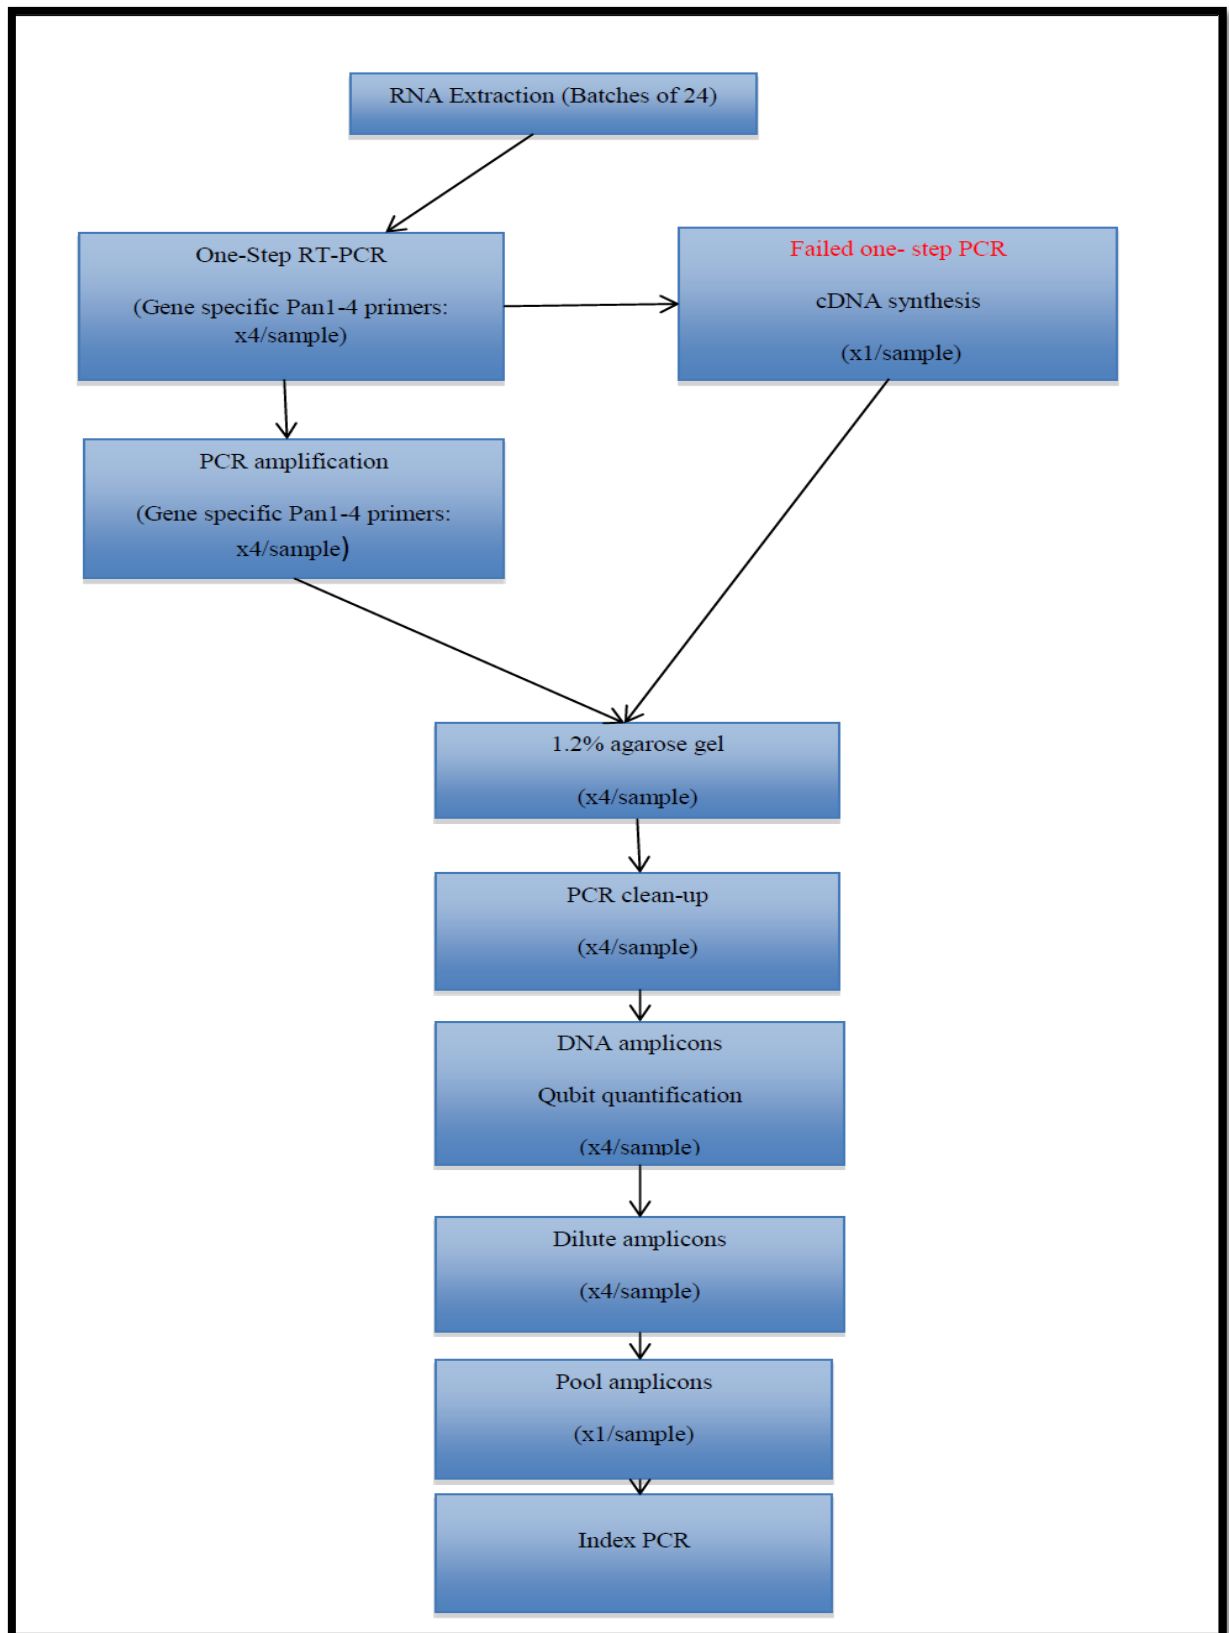 RNA Extraction (Batches of 24)
One-Step RT-PCR
(Gene specific Pan1-4 primers:
x4/sample)
Failed one- step PCR
cDNA synthesis
(x1/sample)
PCR amplification
(Gene specific Pan1-4 primers:
x4/sample)
1.2% agarose gel
(x4/sample)
PCR clean-up
(x4/sample)
DNA amplicons
Qubit quantification
(x4/sample)
Dilute amplicons
(x4/sample)
Pool amplicons
(x1/sample)
Index PCR